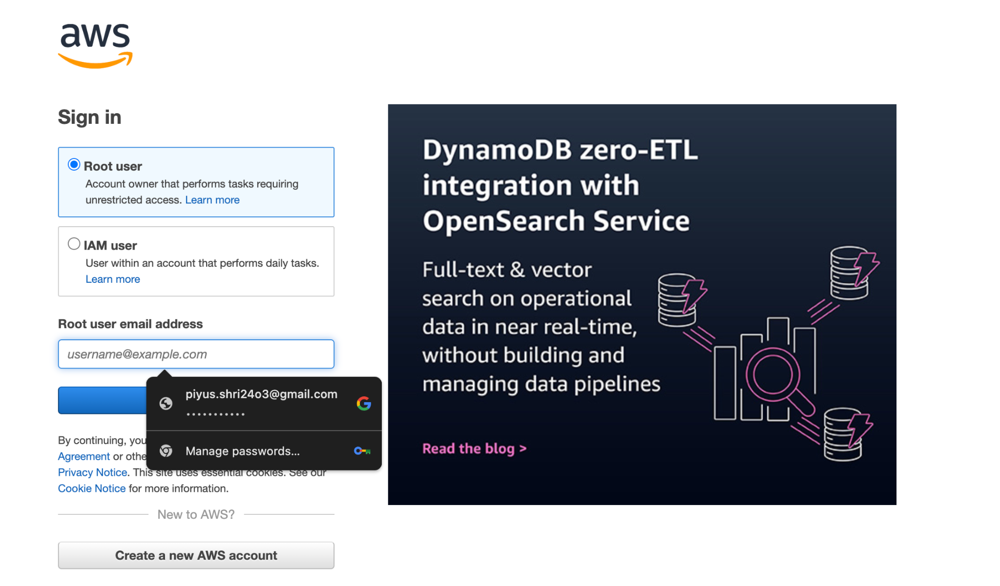 aws
Sign in
Root user
Account owner that performs tasks requiring
unrestricted access. Learn more
IAM user
User within an account that performs daily tasks.
Learn more
Root user email address
username@example.com
piyus.shri24o3@gmail.com
...........
Manage passwords...
By continuing, you
Agreement or othe
Privacy Notice. This site uses essential cookies. See our
Cookie Notice for more information.
New to AWS?
Create a new AWS account
DynamoDB zero-ETL
integration with
OpenSearch Service
Full-text & vector
search on operational
data in near real-time,
without building and
managing data pipelines
Read the blog >